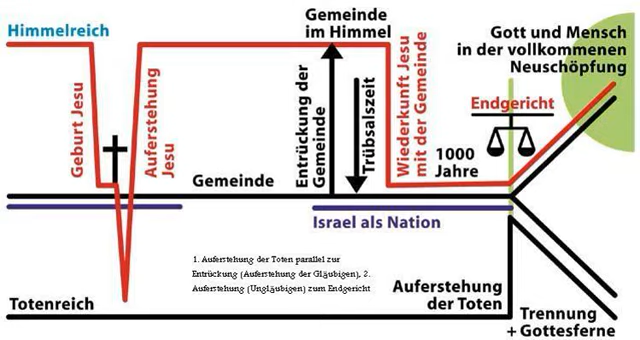 Himmelreich
Geburt Jesu
Auferstehung
Jesu
Gemeinde
Gemeinde
im Himmel
Entrückung der
Gemeinde
Trübsalszeit
Wiederkunft Jesu
mit der Gemeinde
1000
Jahre
Endgericht
Gott und Mensch
in der vollkommenen
Neuschöpfung
Israel als Nation
1. Auferstehung der Toten parallel zur
Entrückung (Auferstehung der Gläubigen), 2.
Auferstehung (Ungläubigen) zum Endgericht
Totenreich
Auferstehung
der Toten
Trennung
+ Gottesferne